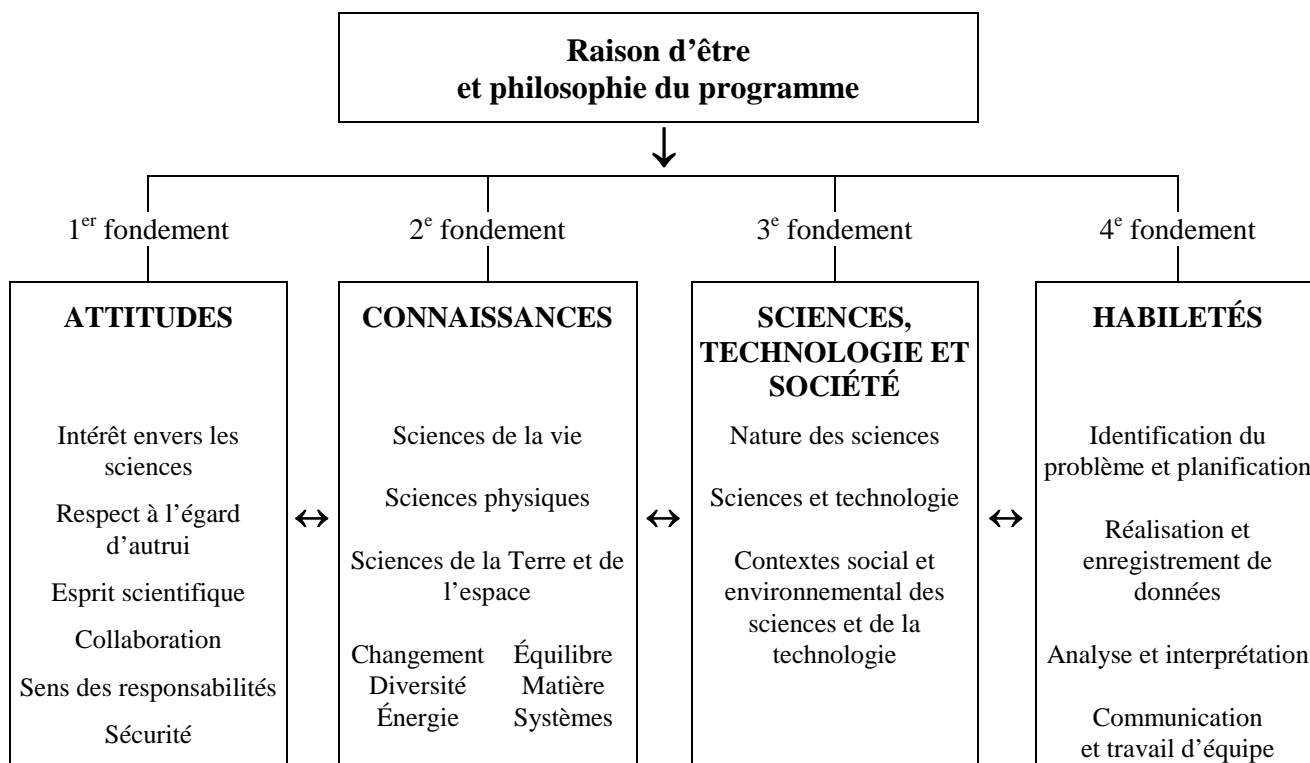 Raison d’être
et philosophie du programme
↓
1er fondement
2e fondement
3e fondement
4e fondement
ATTITUDES
Intérêt envers les
sciences
Respect à l’égard
d’autrui
Esprit scientifique
Collaboration
Sens des responsabilités
Sécurité
↔
CONNAISSANCES
Sciences de la vie
Sciences physiques
Sciences de la Terre et de
l’espace
Changement Équilibre
Diversité Matière
Énergie Systèmes
↔
SCIENCES,
TECHNOLOGIE ET
SOCIÉTÉ
Nature des sciences
Sciences et technologie
Contextes social et
environnemental des
sciences et de la
technologie
↔
HABILETÉS
Identification du
problème et planification
Réalisation et
enregistrement de
données
Analyse et interprétation
Communication
et travail d’équipe